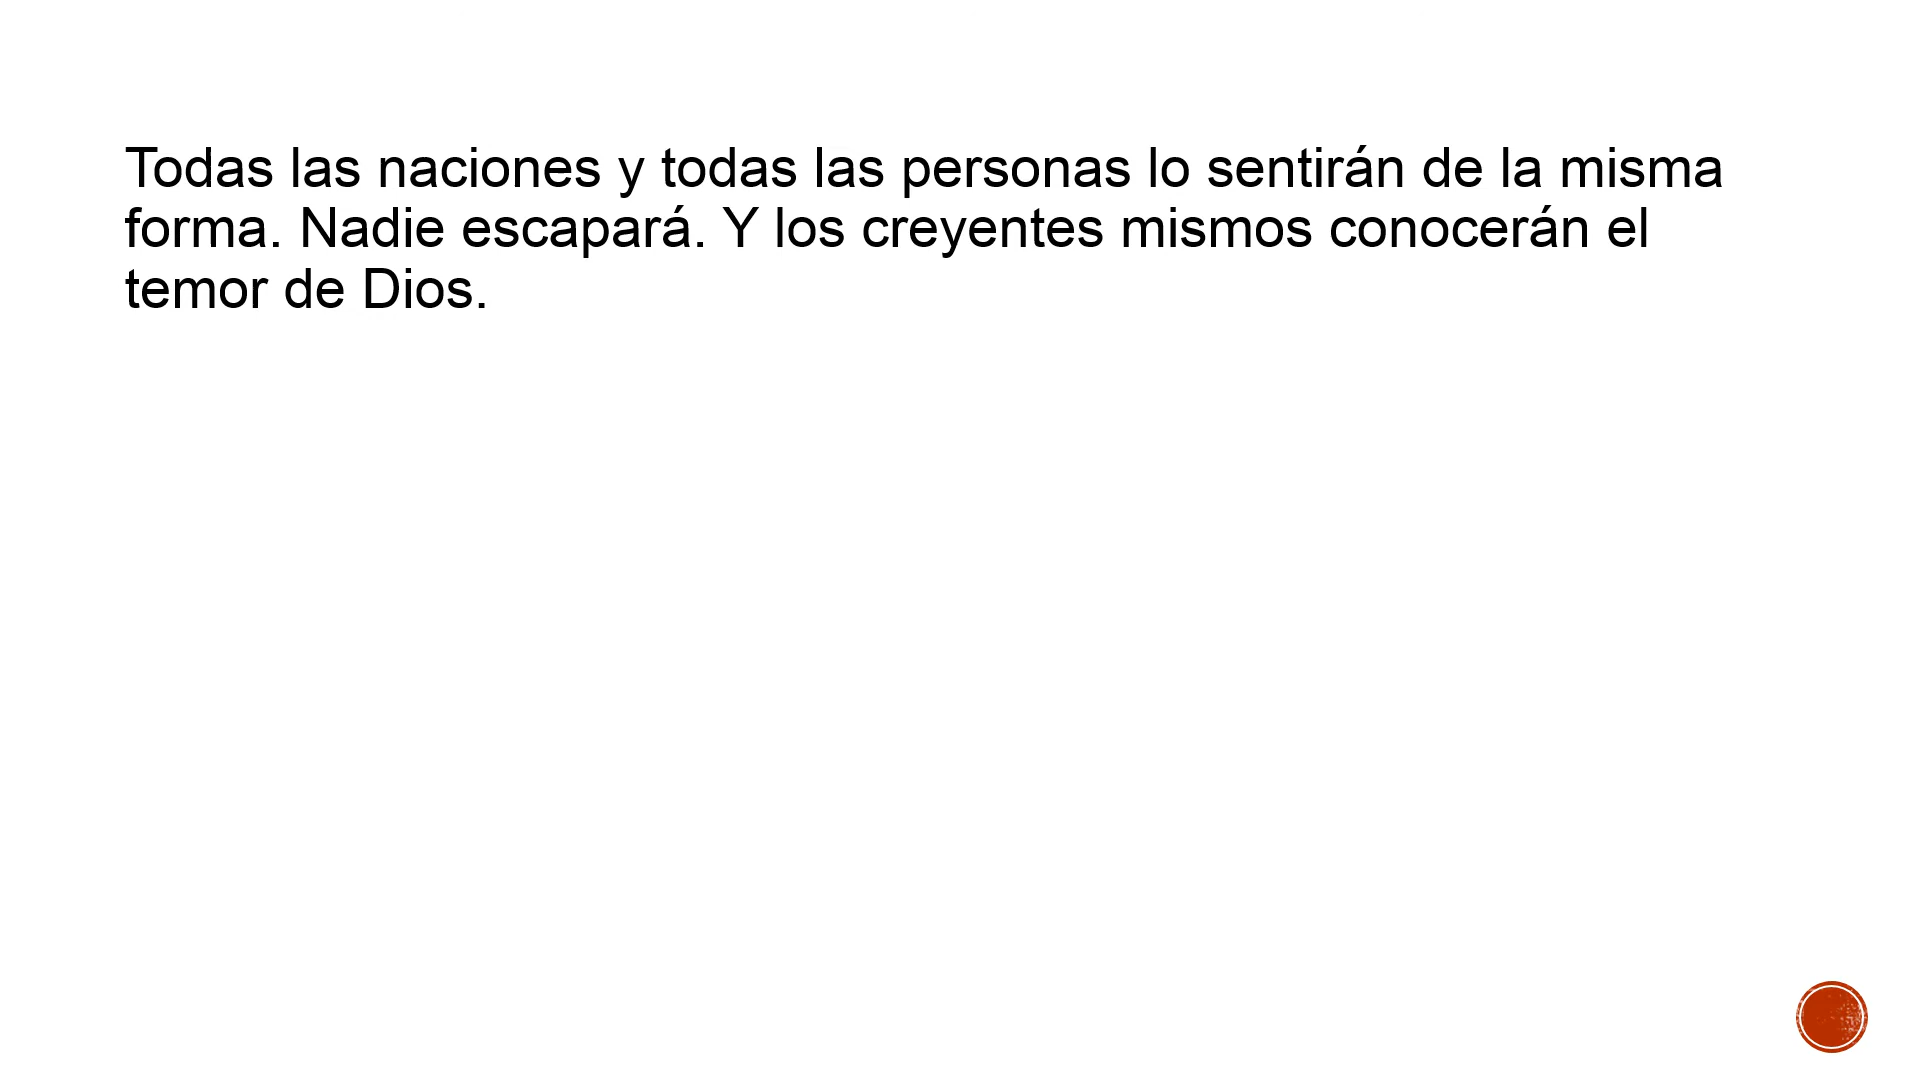 Todas las naciones y todas las personas lo sentirán de la misma
forma. Nadie escapará. Y los creyentes mismos conocerán el
temor de Dios.